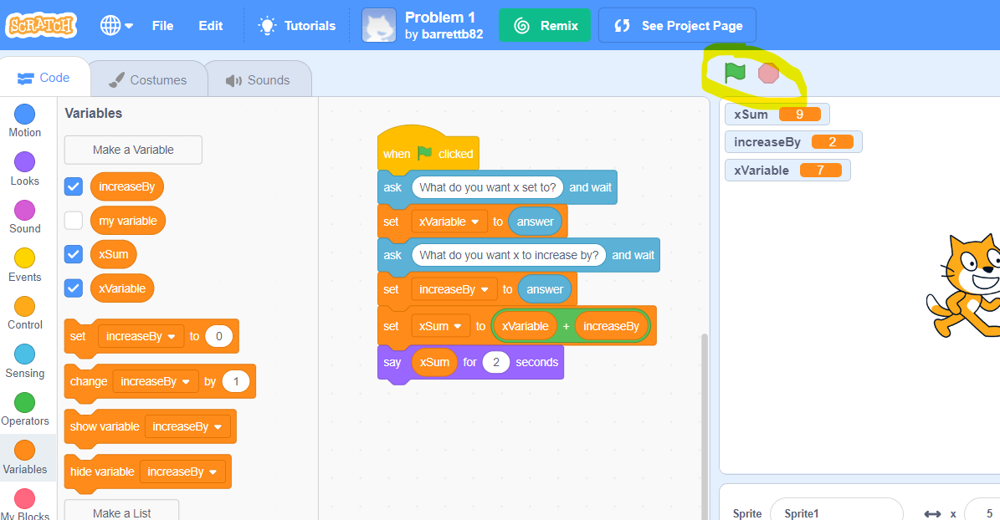 SCRATCH
File
Edit
Tutorials
Problem 1
by barrettb82
Remix
See Project Page
Code
Costumes
Sounds
Motion
Looks
Sound
Events
Control
Sensing
Operators
Variables
My Blocks
Variables
Make a Variable
increaseBy
my variable
xSum
xVariable
set increaseBy to 0
change increaseBy by 1
show variable increaseBy
hide variable increaseBy
Make a List
when clicked
ask What do you want x set to? and wait
set xVariable to answer
ask What do you want x to increase by? and wait
set increaseBy to answer
set xSum to xVariable + increaseBy
say xSum for 2 seconds
xSum 9
increaseBy 2
xVariable 7
Sprite Sprite1 x 5